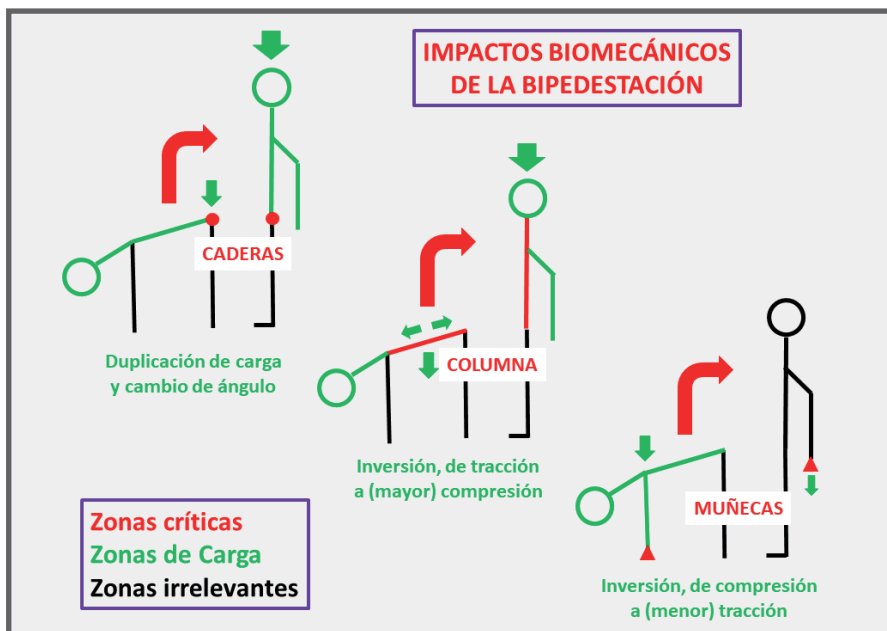 IMPACTOS BIOMECÁNICOS
DE LA BIPEDESTACIÓN
CADERAS
Duplicación de carga
y cambio de ángulo
COLUMNA
Inversión, de tracción
a (mayor) compresión
MUÑECAS
Inversión, de compresión
a (menor) tracción
Zonas críticas
Zonas de Carga
Zonas irrelevantes